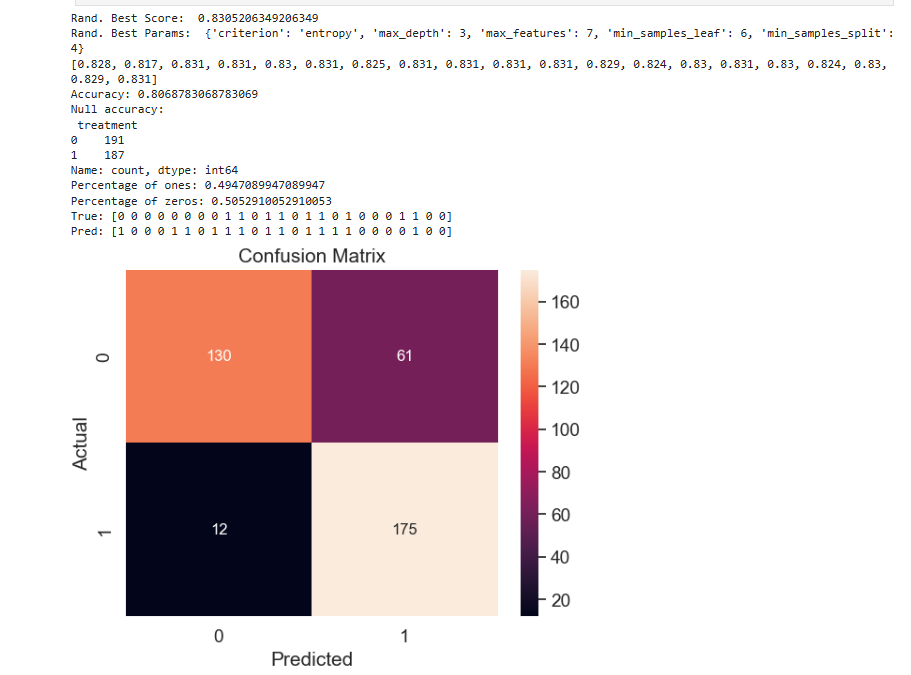 Rand. Best Score:  0.8305206349206349
Rand. Best Params:  {'criterion': 'entropy', 'max_depth': 3, 'max_features': 7, 'min_samples_leaf': 6, 'min_samples_split':
4}
[0.828, 0.817, 0.831, 0.831, 0.83, 0.831, 0.825, 0.831, 0.831, 0.831, 0.831, 0.829, 0.824, 0.83, 0.831, 0.83, 0.824, 0.83,
0.829, 0.831]
Accuracy: 0.8068783068783069
Null accuracy:
 treatment
0    191
1    187
Name: count, dtype: int64
Percentage of ones: 0.4947089947089947
Percentage of zeros: 0.5052910052910053
True: [0 0 0 0 0 0 0 0 1 1 0 1 1 0 1 1 0 1 0 0 0 1 1 0 0]
Pred: [1 0 0 0 1 1 0 1 1 1 0 1 1 0 1 1 1 1 0 0 0 0 1 0 0]
Confusion Matrix
130
61
12
175
0
1
Actual
0
1
Predicted
160
140
120
100
80
60
40
20